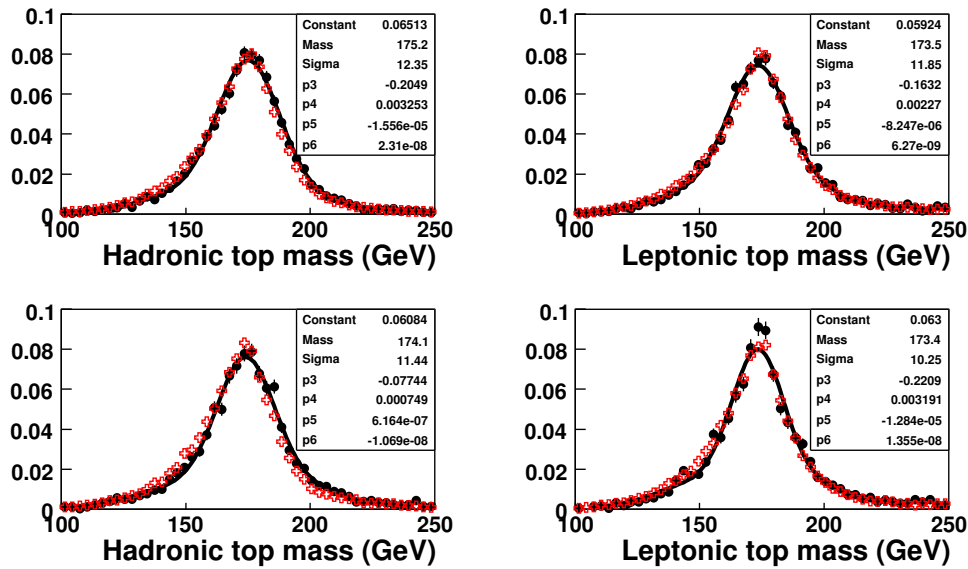 0.1
0.08
0.06
0.04
0.02
0
Constant 0.06513
Mass 175.2
Sigma 12.35
p3 -0.2049
p4 0.003253
p5 -1.556e-05
p6 2.31e-08
100 150 200 250
Hadronic top mass (GeV)
0.1
0.08
0.06
0.04
0.02
0
Constant 0.05924
Mass 173.5
Sigma 11.85
p3 -0.1632
p4 0.00227
p5 -8.247e-06
p6 6.27e-09
100 150 200 250
Leptonic top mass (GeV)
0.1
0.08
0.06
0.04
0.02
0
Constant 0.06084
Mass 174.1
Sigma 11.44
p3 -0.07744
p4 0.000749
p5 6.164e-07
p6 -1.069e-08
100 150 200 250
Hadronic top mass (GeV)
0.1
0.08
0.06
0.04
0.02
0
Constant 0.063
Mass 173.4
Sigma 10.25
p3 -0.2209
p4 0.003191
p5 -1.284e-05
p6 1.355e-08
100 150 200 250
Leptonic top mass (GeV)